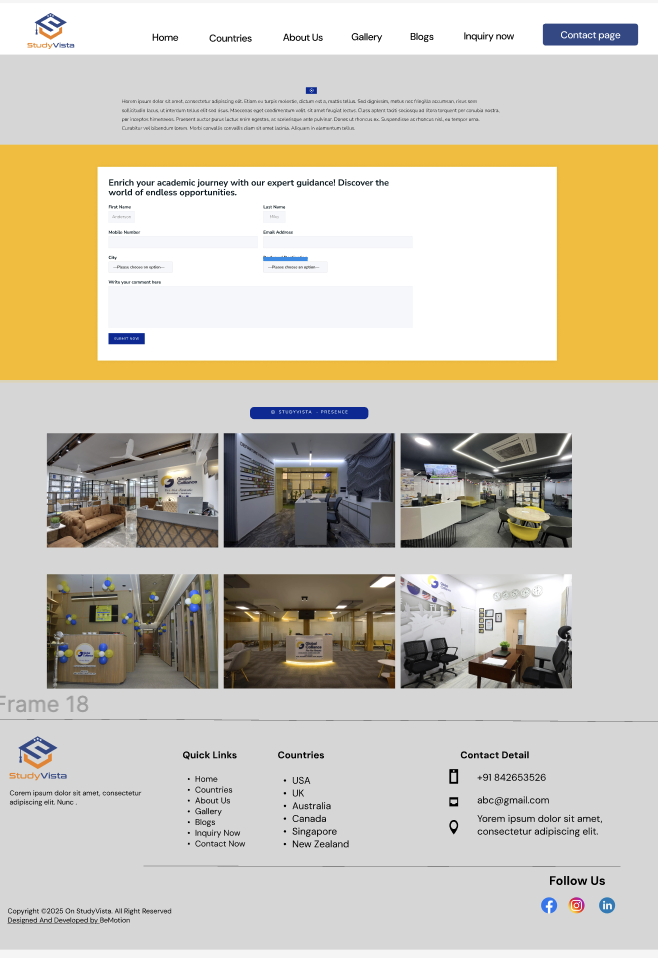 StudyVista
Home
Countries
About Us
Gallery
Blogs
Inquiry now
Contact page
Horem ipsum dolor sit amet, consectetur adipiscing elit. Etiam eu turpis molestie, dictum est a, mattis tellus. Sed dignissim, metus nec fringilla accumsan, risus sem
sollicitudin lacus, ut interdum tellus elit sed risus. Maecenas eget condimentum velit, sit amet feugiat lectus. Class aptent taciti sociosqu ad litora torquent per conubia nostra,
per inceptos himenaeos. Praesent auctor purus luctus enim egestas, ac scelerisque ante pulvinar. Donec ut rhoncus ex. Suspendisse ac rhoncus nisl, eu tempor urna.
Curabitur vel bibendum lorem. Morbi convallis convallis diam sit amet lacinia. Aliquam in elementum tellus.
Enrich your academic journey with our expert guidance! Discover the
world of endless opportunities.
First Name
Last Name
Anderson
Mobile Number
Email Address
City
---Please choose an option---
---Please choose an option---
Write your comment here
SUBMIT NOW
STUDYVISTA - PRESENCE
Global
Colliance
Global
Colliance
Global
Colliance
Frame 18
StudyVista
Corem ipsum dolor sit amet, consectetur
adipiscing elit. Nunc .
Quick Links
• Home
• Countries
• About Us
• Gallery
• Blogs
• Inquiry Now
• Contact Now
Countries
• USA
• UK
• Australia
• Canada
• Singapore
• New Zealand
Contact Detail
+91 842653526
abc@gmail.com
Yorem ipsum dolor sit amet,
consectetur adipiscing elit.
Follow Us
Copyright ©2025 On StudyVista. All Right Reserved
Designed And Developed by BeMotion